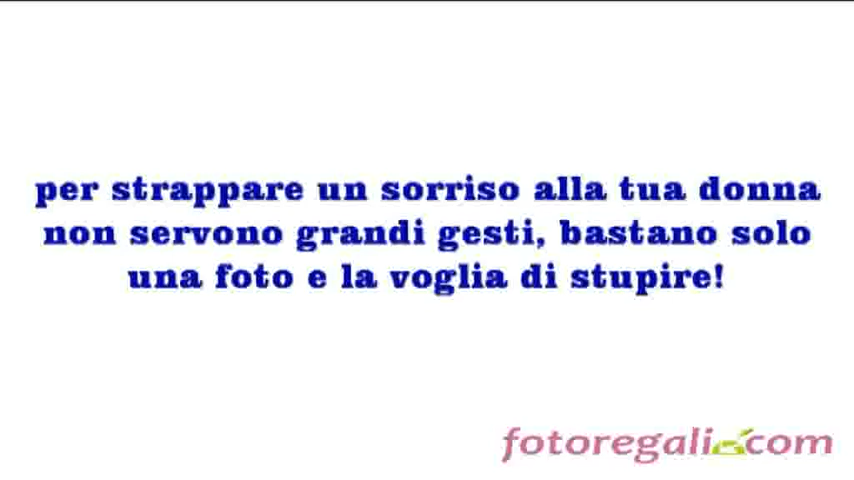 per strappare un sorriso alla tua donna
non servono grandi gesti, bastano solo
una foto e la voglia di stupire!
fotoregali.com